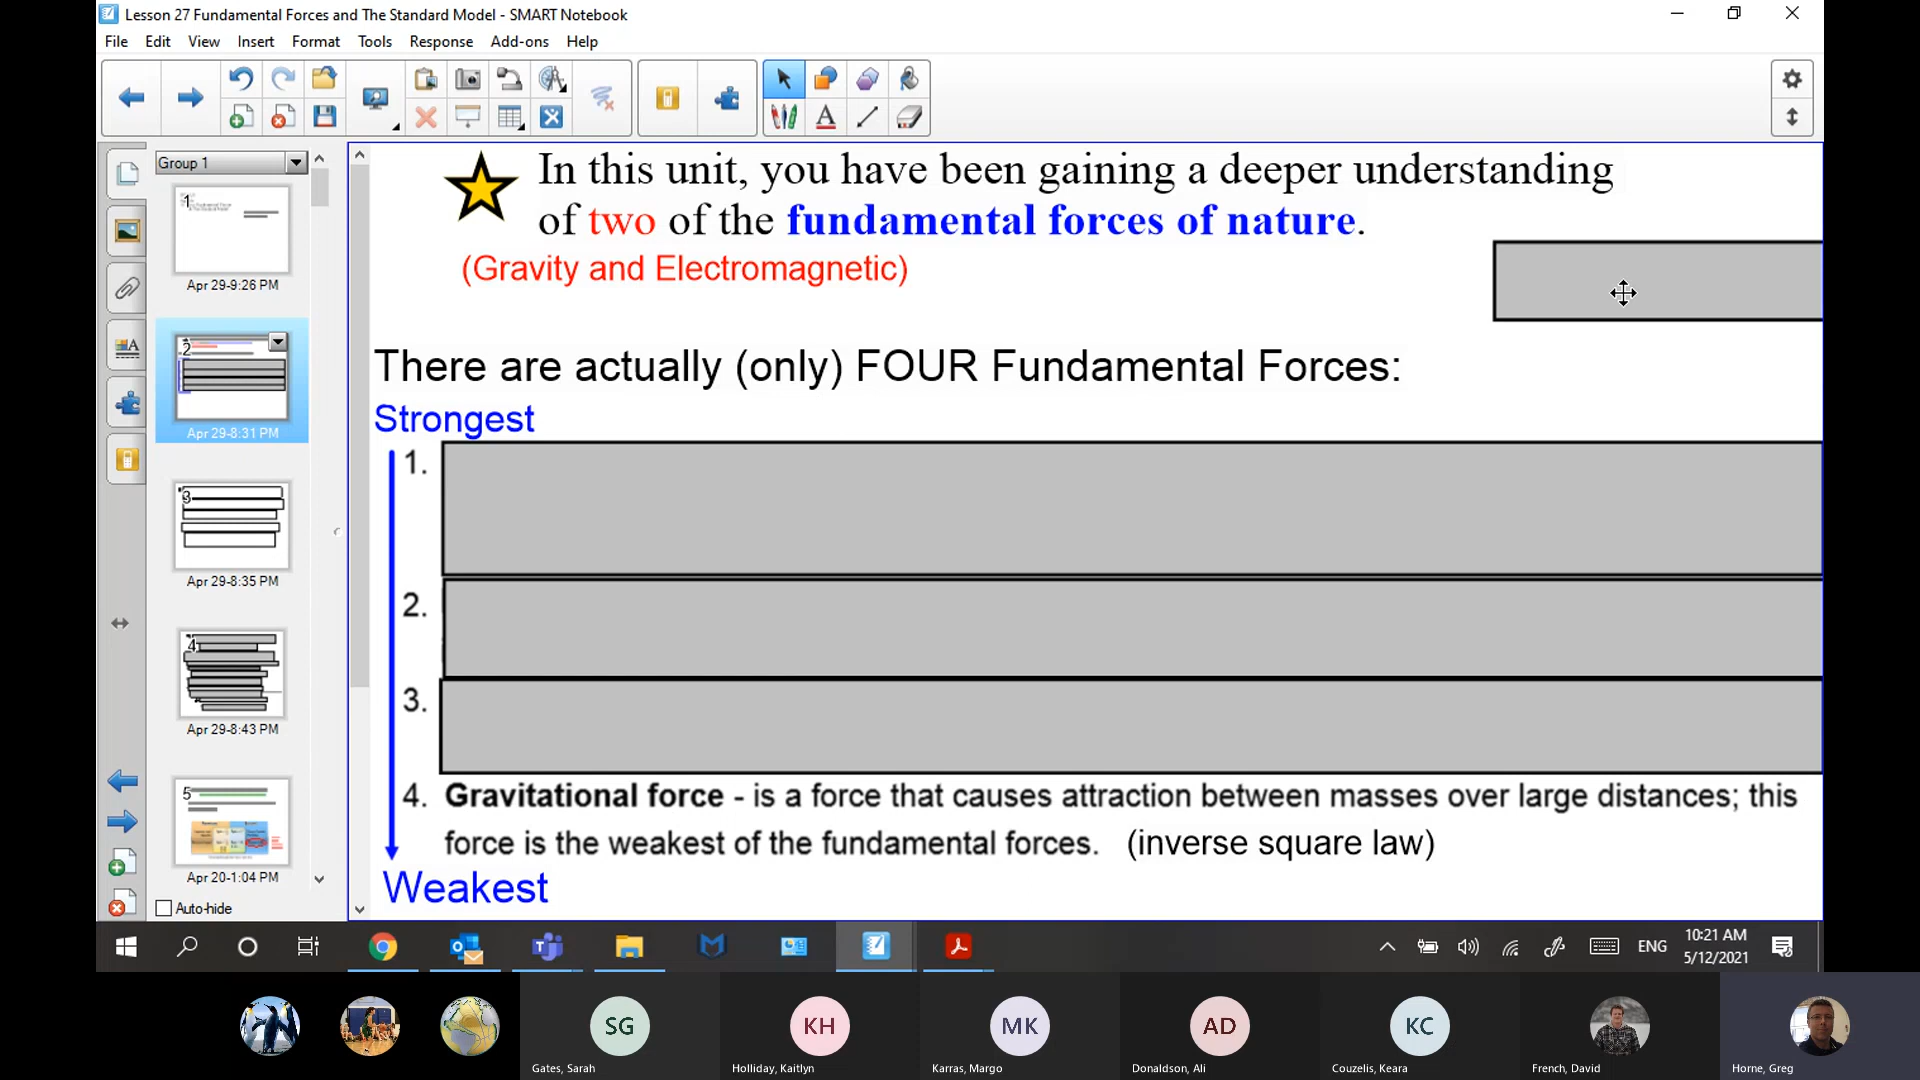 Lesson 27 Fundamental Forces and The Standard Model - SMART Notebook
File Edit View Insert Format Tools Response Add-ons Help
Group 1
1
Apr 29-9:26 PM
2
Apr 29-8:31 PM
3
Apr 29-8:35 PM
4
Apr 29-8:43 PM
5
Apr 20-1:04 PM
Auto-hide
In this unit, you have been gaining a deeper understanding
of two of the fundamental forces of nature.
(Gravity and Electromagnetic)
There are actually (only) FOUR Fundamental Forces:
Strongest
1.
2.
3.
4. Gravitational force - is a force that causes attraction between masses over large distances; this
force is the weakest of the fundamental forces. (inverse square law)
Weakest
ENG
10:21 AM
5/12/2021
SG
KH
MK
AD
KC
Gates, Sarah
Holliday, Kaitlyn
Karras, Margo
Donaldson, Ali
Couzelis, Keara
French, David
Horne, Greg